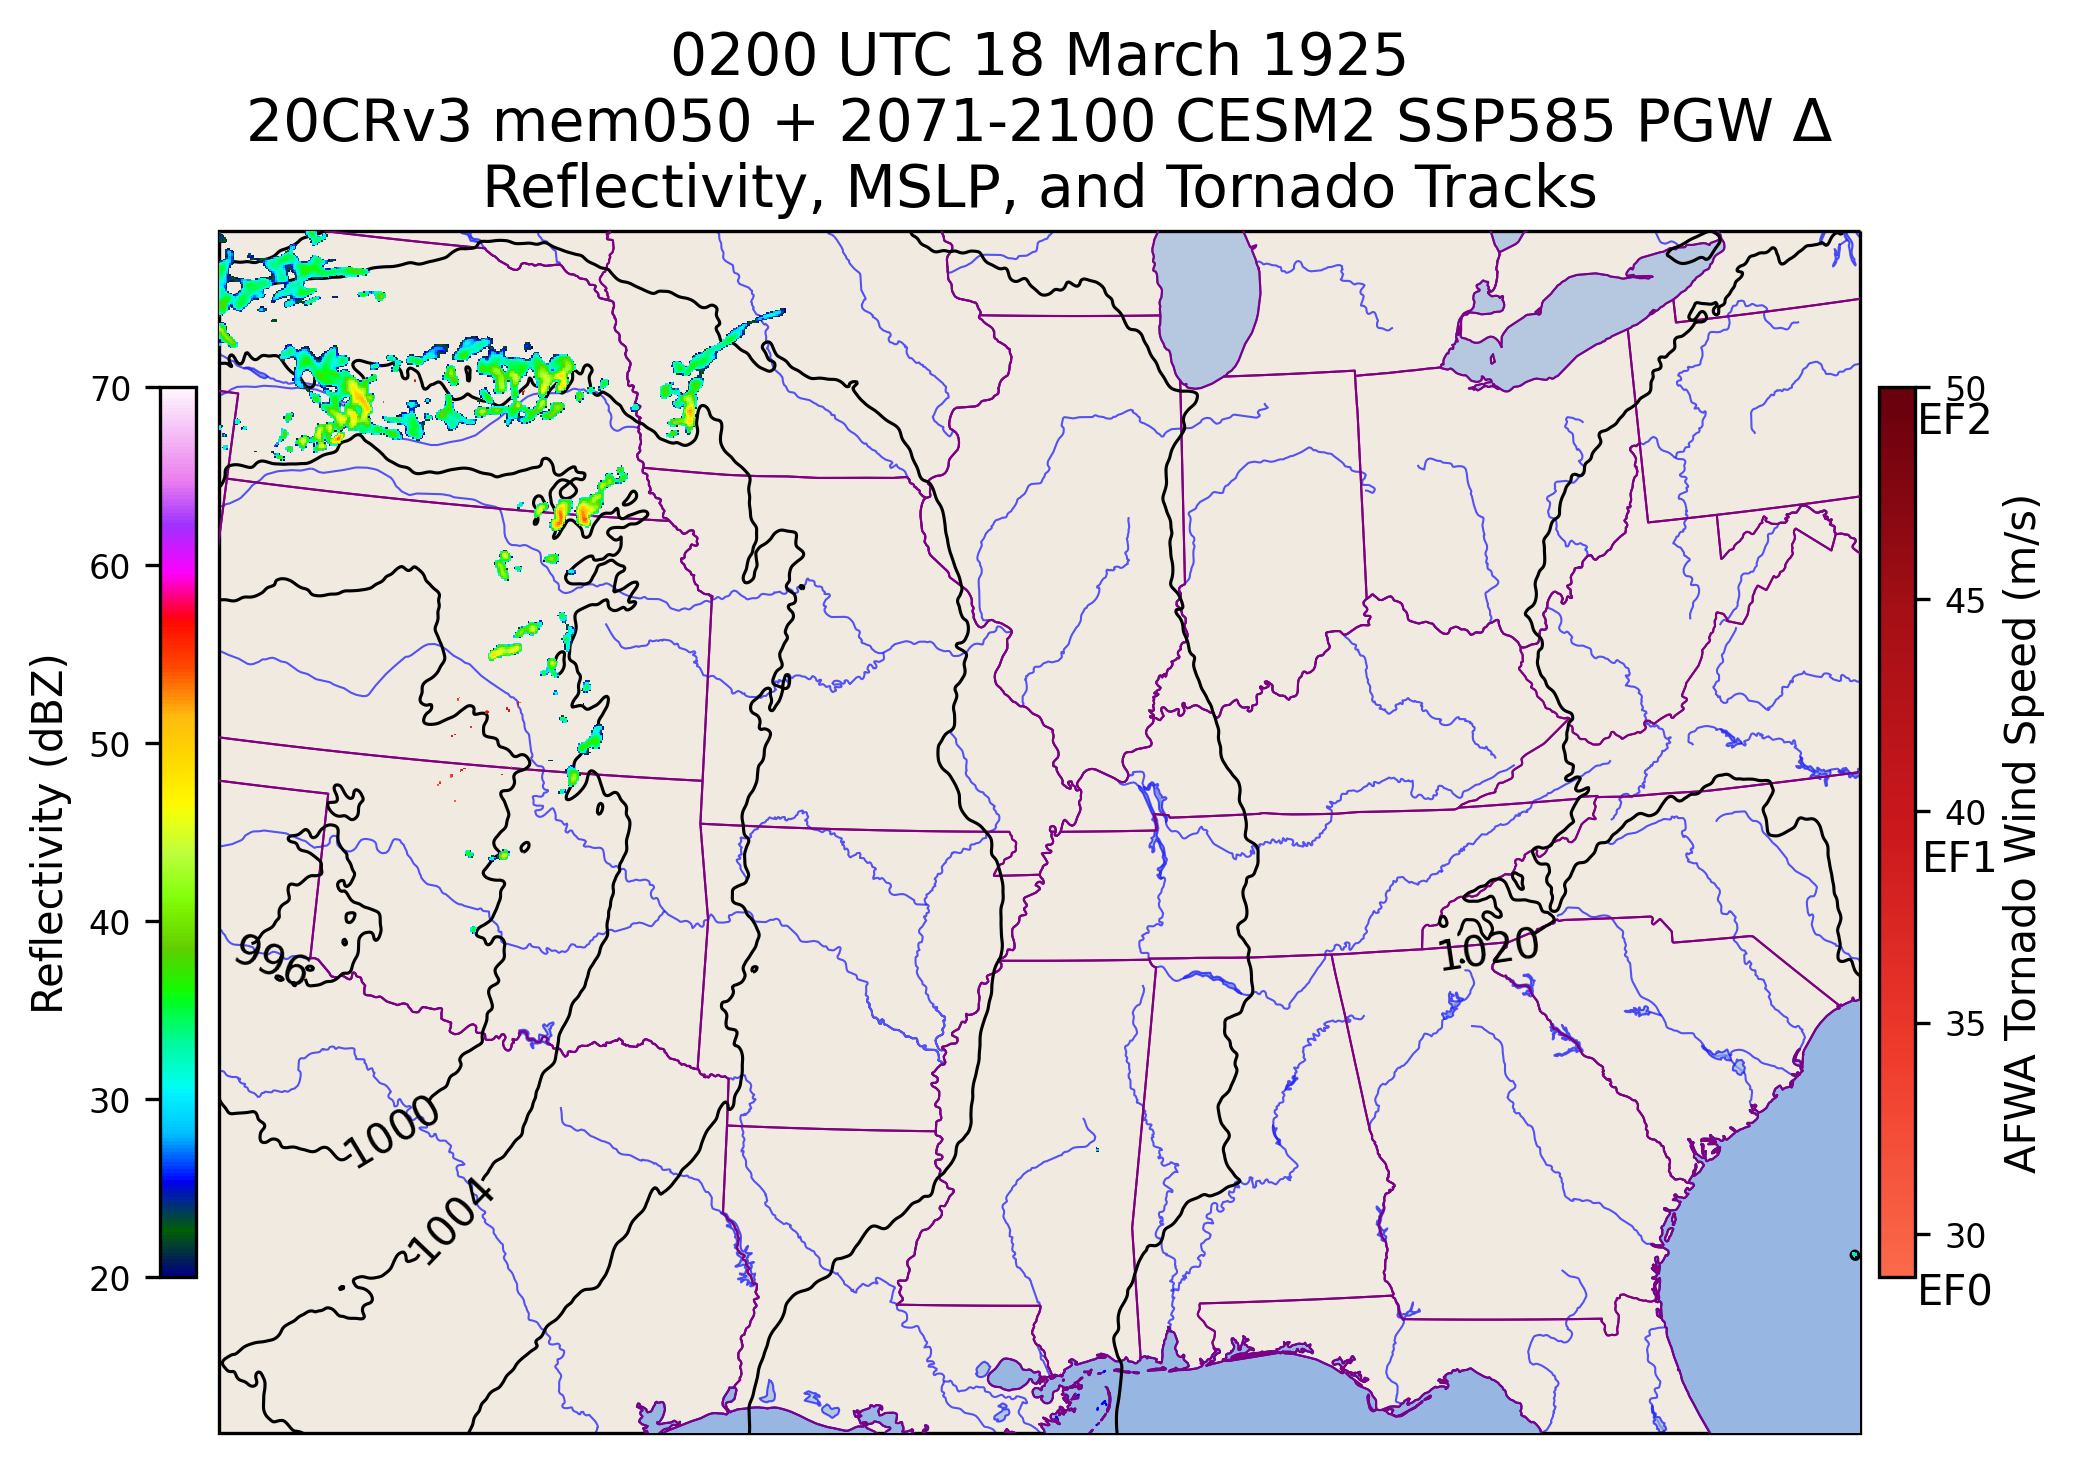 0200 UTC 18 March 1925
20CRv3 mem050 + 2071-2100 CESM2 SSP585 PGW Δ
Reflectivity, MSLP, and Tornado Tracks
Reflectivity (dBZ)
70
60
50
40
30
20
996
1000
1004
1020
50
EF2
45
40
EF1
35
30
EF0
AFWA Tornado Wind Speed (m/s)